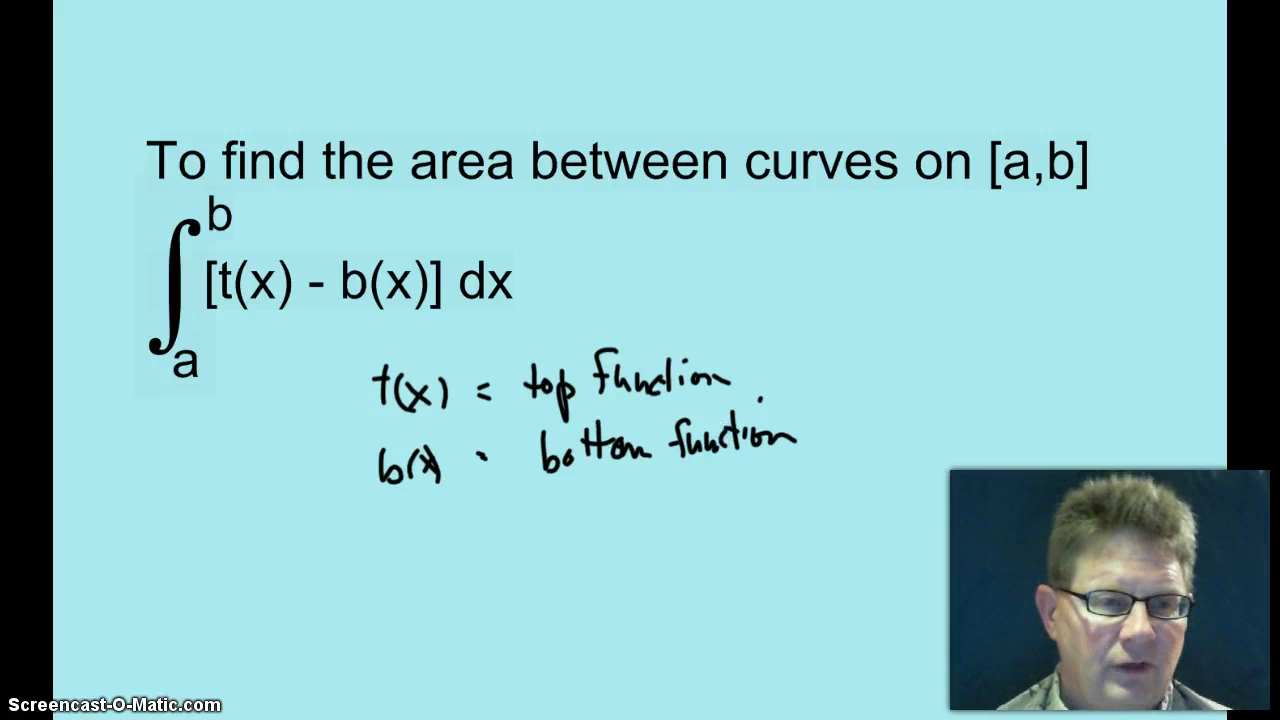 To find the area between curves on [a,b]
b
∫ [t(x) - b(x)] dx
a
t(x) = top function
b(x) = bottom function
Screencast-O-Matic.com